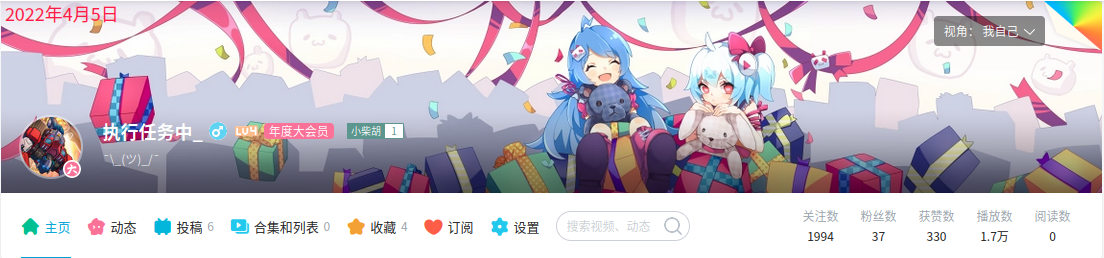 2022年4月5日
视角： 我自己
执行任务中_ LV4 年度大会员 小柴胡 1
¯\_(ツ)_/¯
主页 动态 投稿 6 合集和列表 0 收藏 4 订阅 设置 搜索视频、动态
关注数 粉丝数 获赞数 播放数 阅读数
1994 37 330 1.7万 0